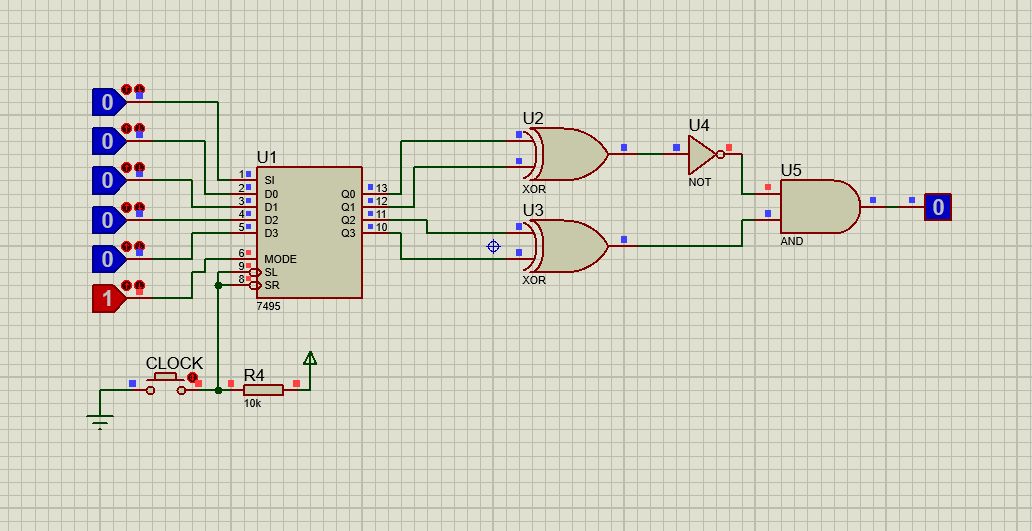 0
0
0
0
0
1
U1
1 SI
2 D0 Q0 13
3 D1 Q1 12
4 D2 Q2 11
5 D3 Q3 10
6 MODE
9 SL
8 SR
7495
U2
XOR
U3
XOR
U4
NOT
U5
AND
0
CLOCK
R4
10k